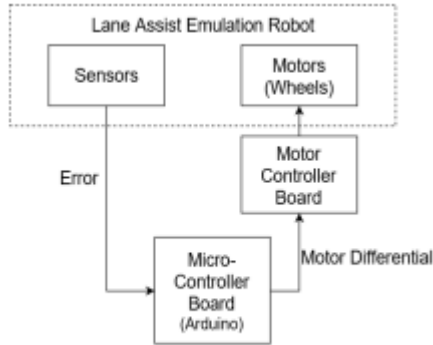 Lane Assist Emulation Robot
Sensors
Motors
(Wheels)
Error
Motor
Controller
Board
Micro-
Controller
Board
(Arduino)
Motor Differential